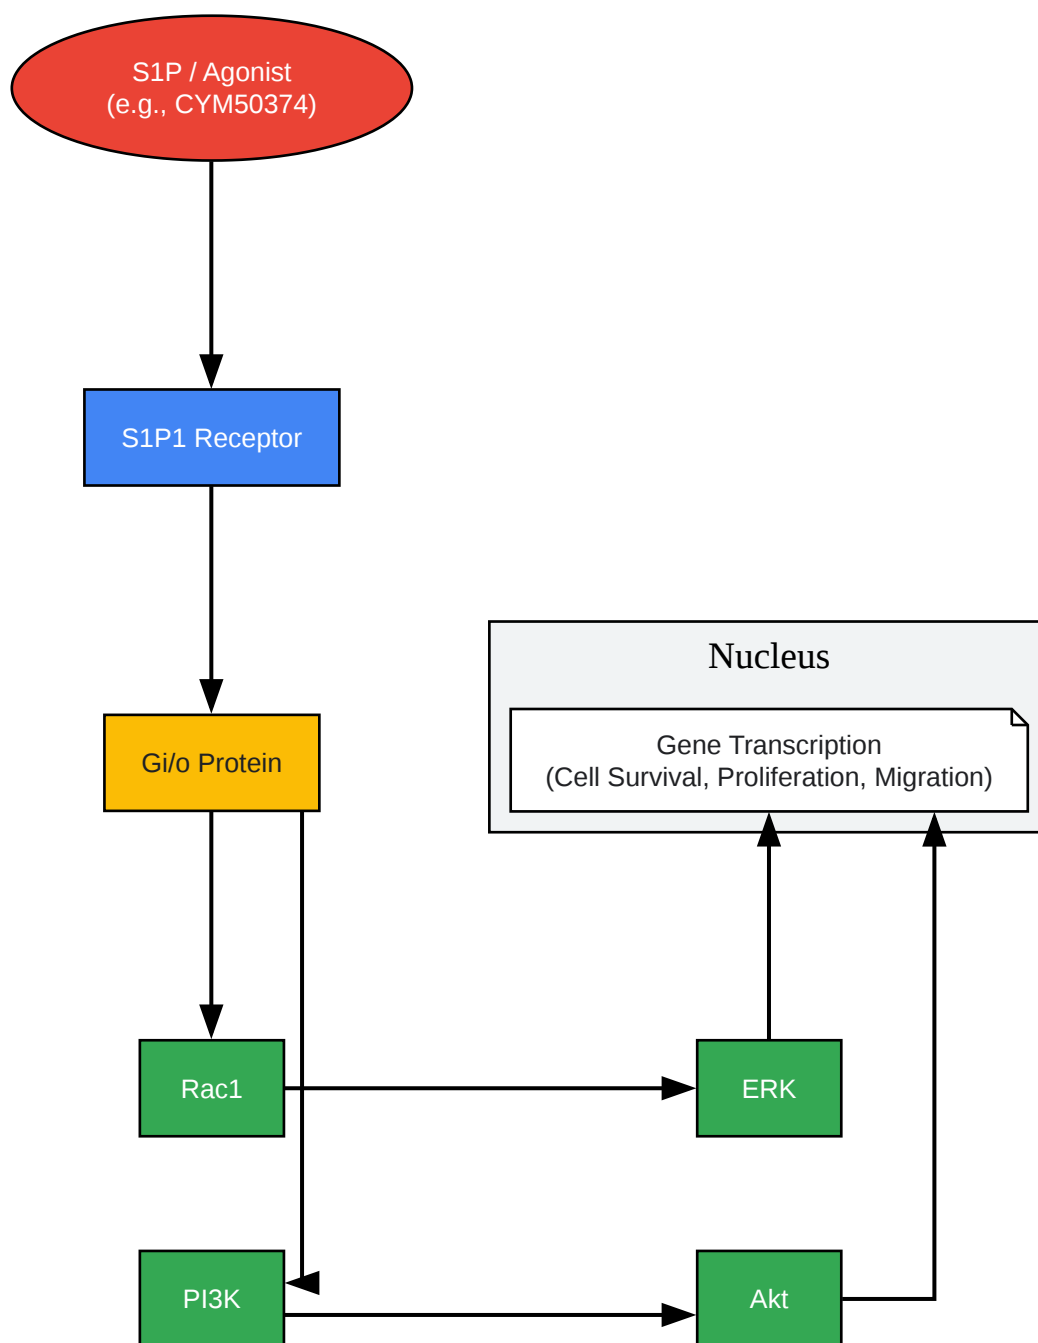 S1P / Agonist
(e.g., CYM50374)
S1P1 Receptor
Nucleus
Gene Transcription
(Cell Survival, Proliferation, Migration)
Gi/o Protein
Rac1
ERK
PI3K
Akt